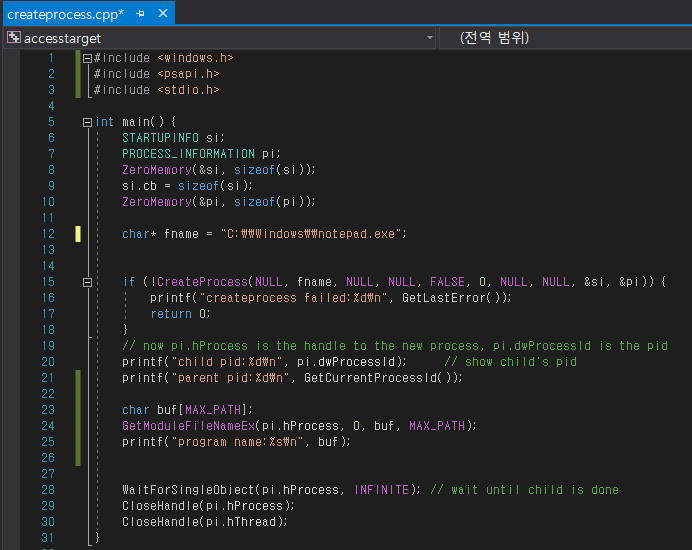 createprocess.cpp*
accesstarget (전역 범위)
1 #include <windows.h>
2 #include <psapi.h>
3 #include <stdio.h>
4
5 int main() {
6 STARTUPINFO si;
7 PROCESS_INFORMATION pi;
8 ZeroMemory(&si, sizeof(si));
9 si.cb = sizeof(si);
10 ZeroMemory(&pi, sizeof(pi));
11
12 char* fname = "C:₩₩Windows₩₩notepad.exe";
13
14
15 if (!CreateProcess(NULL, fname, NULL, NULL, FALSE, 0, NULL, NULL, &si, &pi)) {
16 printf("createprocess failed:%d₩n", GetLastError());
17 return 0;
18 }
19 // now pi.hProcess is the handle to the new process, pi.dwProcessId is the pid
20 printf("child pid:%d₩n", pi.dwProcessId); // show child's pid
21 printf("parent pid:%d₩n", GetCurrentProcessId());
22
23 char buf[MAX_PATH];
24 GetModuleFileNameEx(pi.hProcess, 0, buf, MAX_PATH);
25 printf("program name:%s₩n", buf);
26
27
28 WaitForSingleObject(pi.hProcess, INFINITE); // wait until child is done
29 CloseHandle(pi.hProcess);
30 CloseHandle(pi.hThread);
31 }